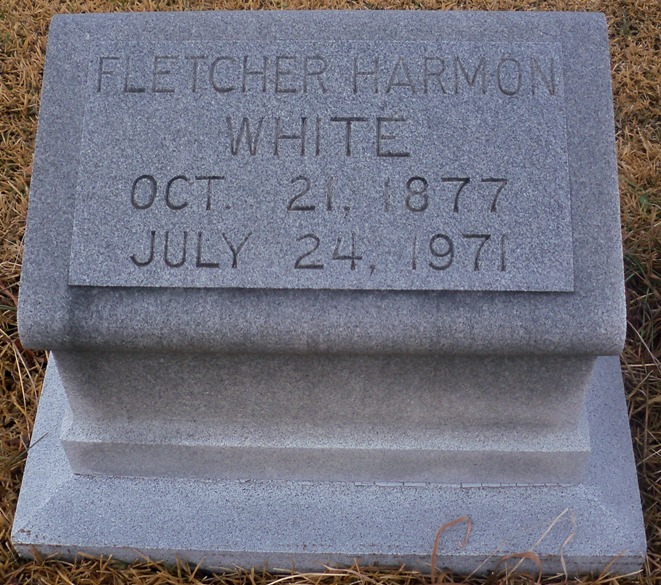 FLETCHER HARMON
WHITE
OCT. 21, 1877
JULY 24, 1971